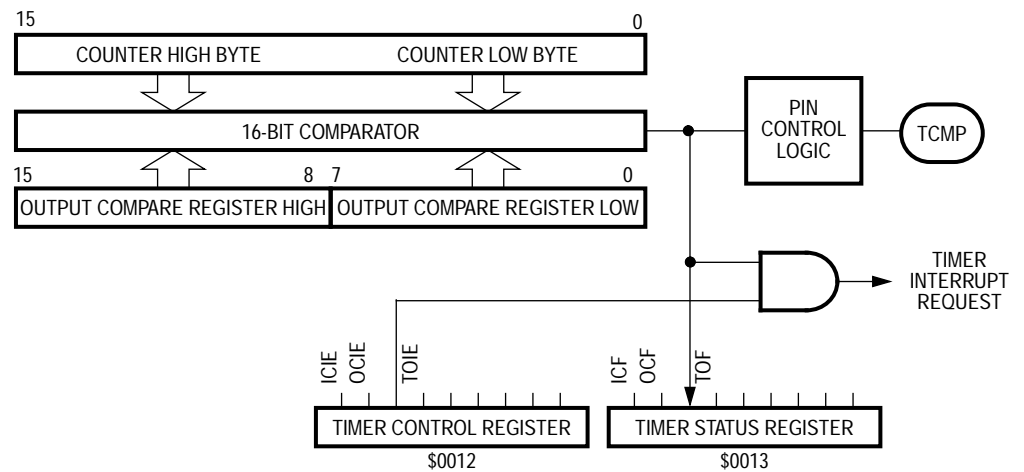 15 0
COUNTER HIGH BYTE COUNTER LOW BYTE
16-BIT COMPARATOR
PIN
CONTROL
LOGIC
TCMP
15 8 7 0
OUTPUT COMPARE REGISTER HIGH OUTPUT COMPARE REGISTER LOW
TIMER
INTERRUPT
REQUEST
ICIE
OCIE
TOIE
ICF
OCF
TOF
TIMER CONTROL REGISTER
$0012
TIMER STATUS REGISTER
$0013